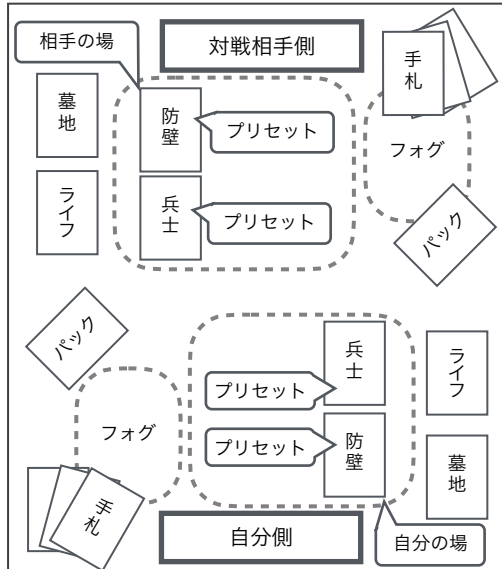 相手の場
対戦相手側
手札
墓地
防壁
プリセット
フォグ
ライフ
兵士
プリセット
パック
パック
兵士
ライフ
プリセット
フォグ
プリセット
防壁
墓地
手札
自分側
自分の場